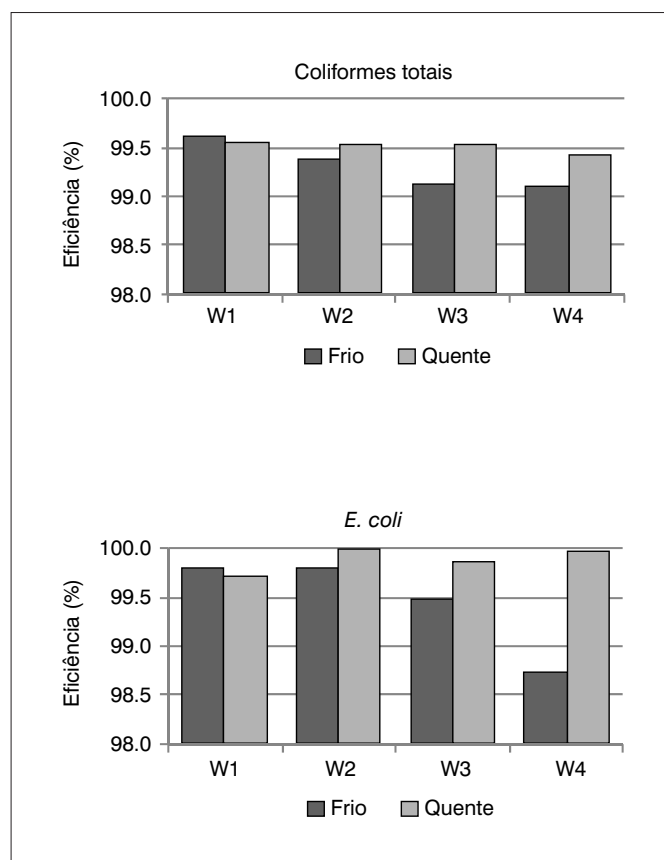 Coliformes totais
Eficiência (%)
100.0
99.5
99.0
98.5
98.0
W1 W2 W3 W4
Frio Quente
E. coli
Eficiência (%)
100.0
99.5
99.0
98.5
98.0
W1 W2 W3 W4
Frio Quente